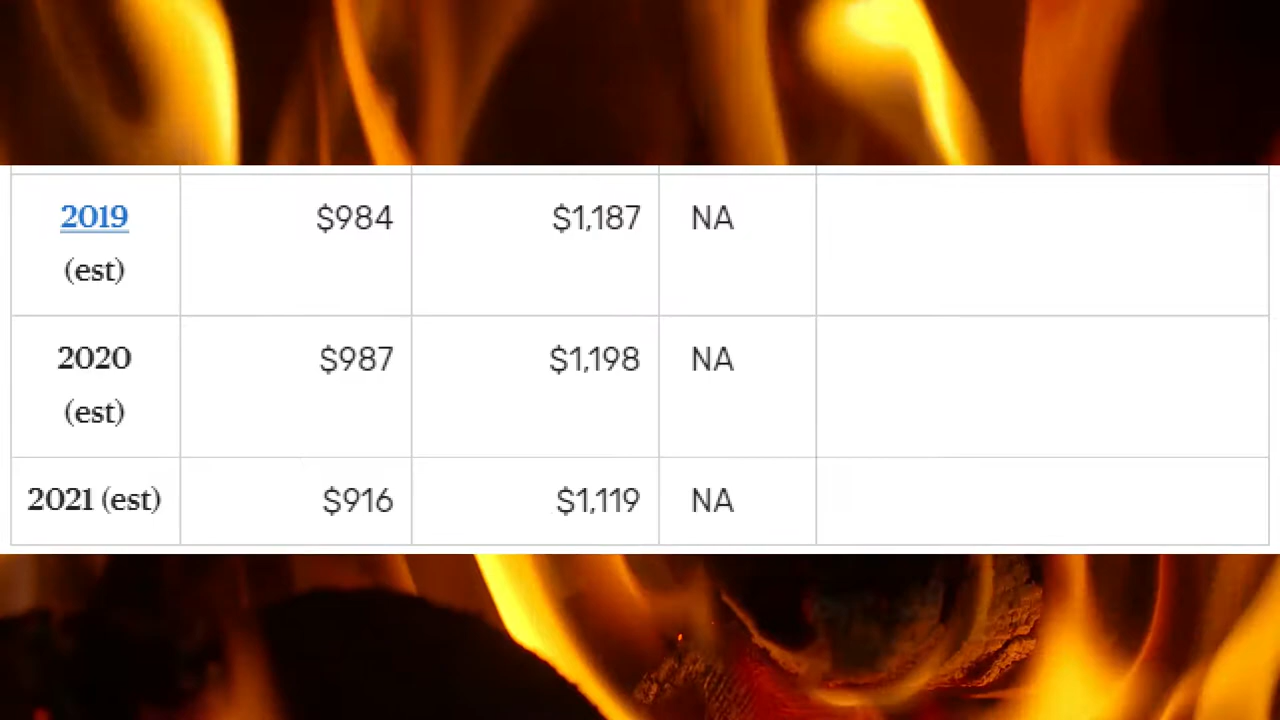 2019 $984 $1,187 NA
(est)
2020 $987 $1,198 NA
(est)
2021 (est) $916 $1,119 NA